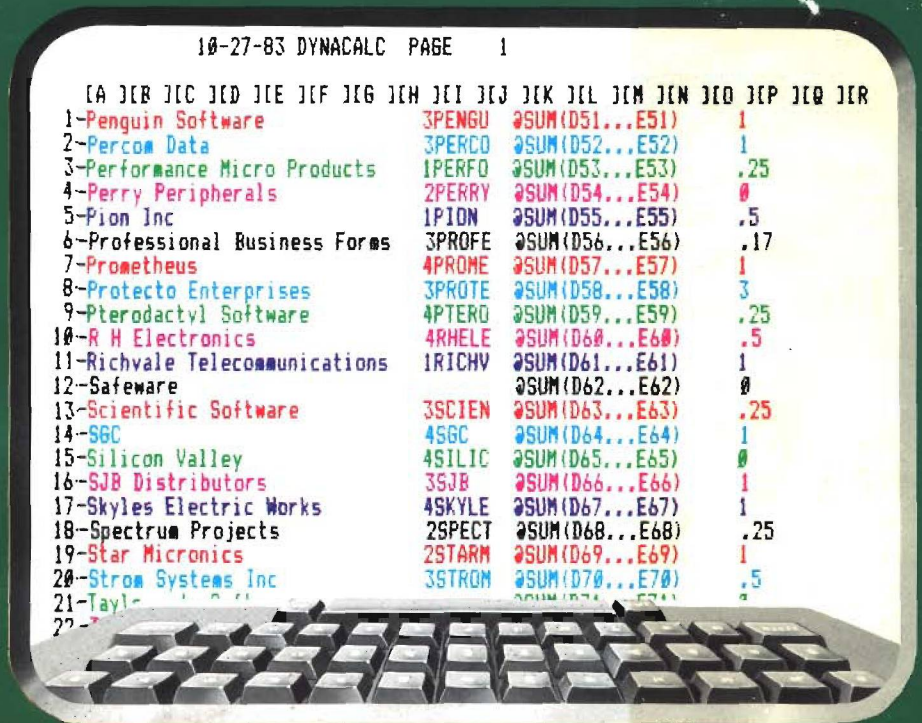 10-27-83 DYNACALC PAGE 1
[A ][B ][C ][D ][E ][F ][G ][H ][I ][J ][K ][L ][M ][N ][O ][P ][Q ][R
1-Penguin Software 3PENGU @SUM(D51...E51) 1
2-Percom Data 3PERCO @SUM(D52...E52) 1
3-Performance Micro Products 1PERFO @SUM(D53...E53) .25
4-Perry Peripherals 2PERRY @SUM(D54...E54) 0
5-Pion Inc 1PION @SUM(D55...E55) .5
6-Professional Business Forms 3PROFE @SUM(D56...E56) .17
7-Prometheus 4PROME @SUM(D57...E57) 1
8-Protecto Enterprises 3PROTE @SUM(D58...E58) 3
9-Pterodactyl Software 4PTERO @SUM(D59...E59) .25
10-R H Electronics 4RHELE @SUM(D60...E60) .5
11-Richvale Telecommunications 1RICHV @SUM(D61...E61) 1
12-Safeware @SUM(D62...E62) 0
13-Scientific Software 3SCIEN @SUM(D63...E63) .25
14-SGC 4SGC @SUM(D64...E64) 1
15-Silicon Valley 4SILIC @SUM(D65...E65) 0
16-SJB Distributors 3SJB @SUM(D66...E66) 1
17-Skyles Electric Works 4SKYLE @SUM(D67...E67) 1
18-Spectrum Projects 2SPECT @SUM(D68...E68) .25
19-Star Micronics 2STARM @SUM(D69...E69) 1
20-Strom Systems Inc 3STROM @SUM(D70...E70) .5
21-
22-